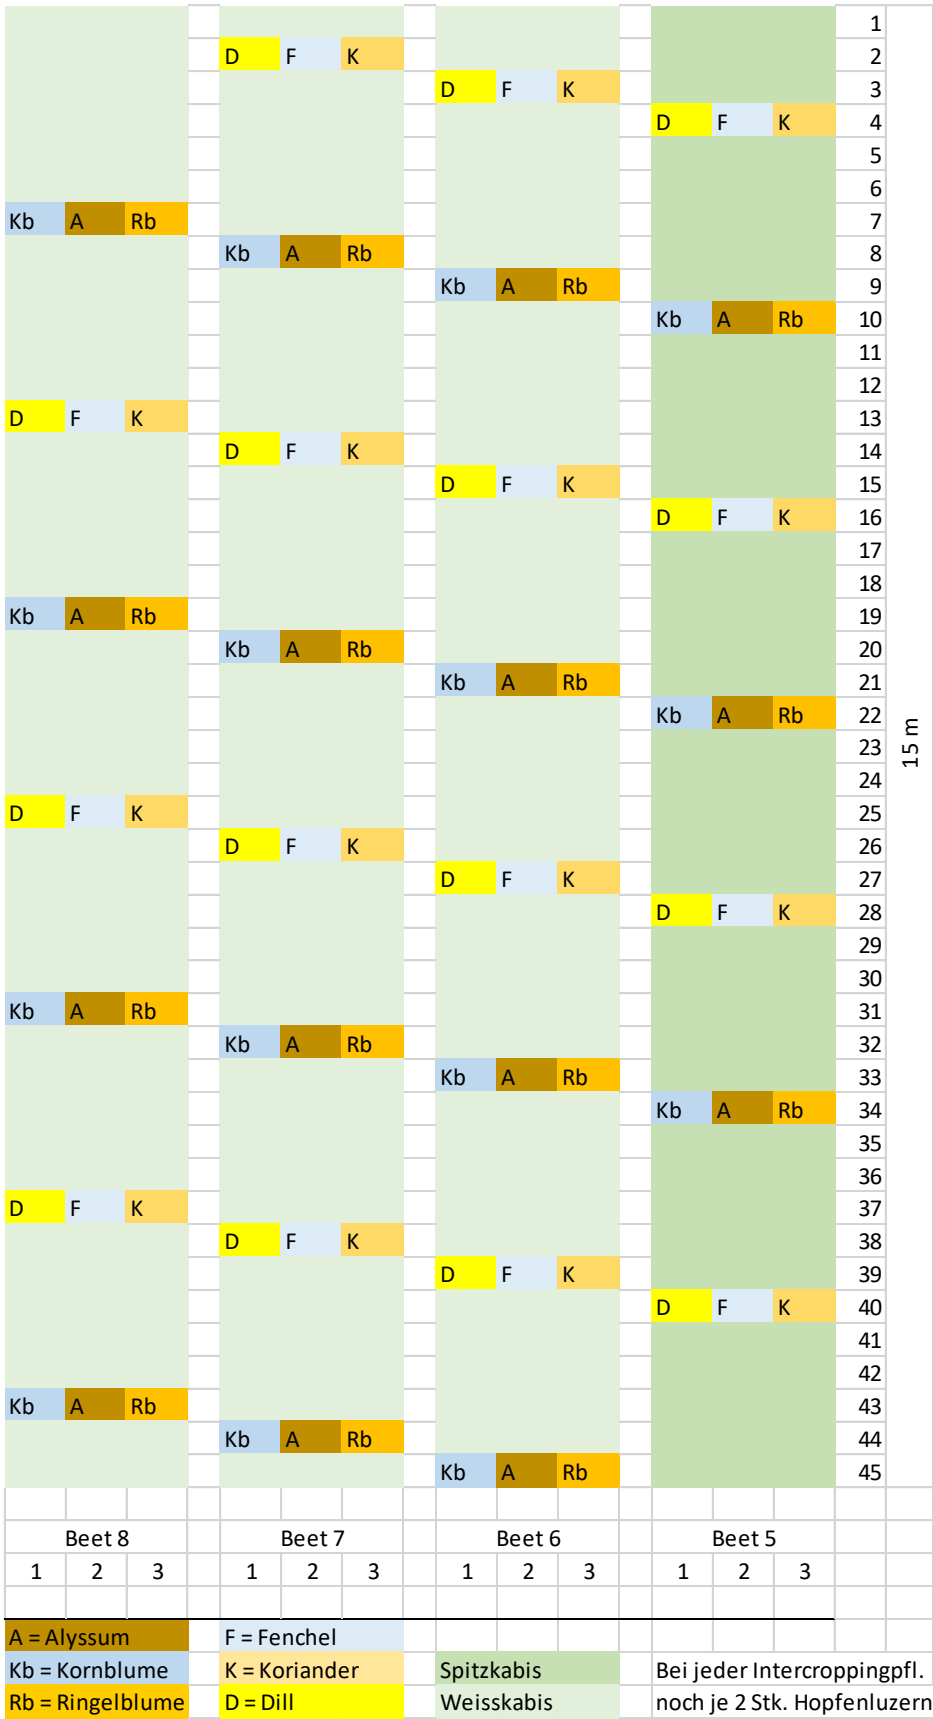 1
D F K 2
D F K 3
D F K 4
5
6
Kb A Rb 7
Kb A Rb 8
Kb A Rb 9
Kb A Rb 10
11
12
D F K 13
D F K 14
D F K 15
D F K 16
17
18
Kb A Rb 19
Kb A Rb 20
Kb A Rb 21
Kb A Rb 22
15 m
23
24
D F K 25
D F K 26
D F K 27
D F K 28
29
30
Kb A Rb 31
Kb A Rb 32
Kb A Rb 33
Kb A Rb 34
35
36
D F K 37
D F K 38
D F K 39
D F K 40
41
42
Kb A Rb 43
Kb A Rb 44
Kb A Rb 45
Beet 8 Beet 7 Beet 6 Beet 5
1 2 3 1 2 3 1 2 3 1 2 3
A = Alyssum F = Fenchel
Kb = Kornblume K = Koriander Spitzkabis Bei jeder Intercroppingpfl.
Rb = Ringelblume D = Dill Weisskabis noch je 2 Stk. Hopfenluzern